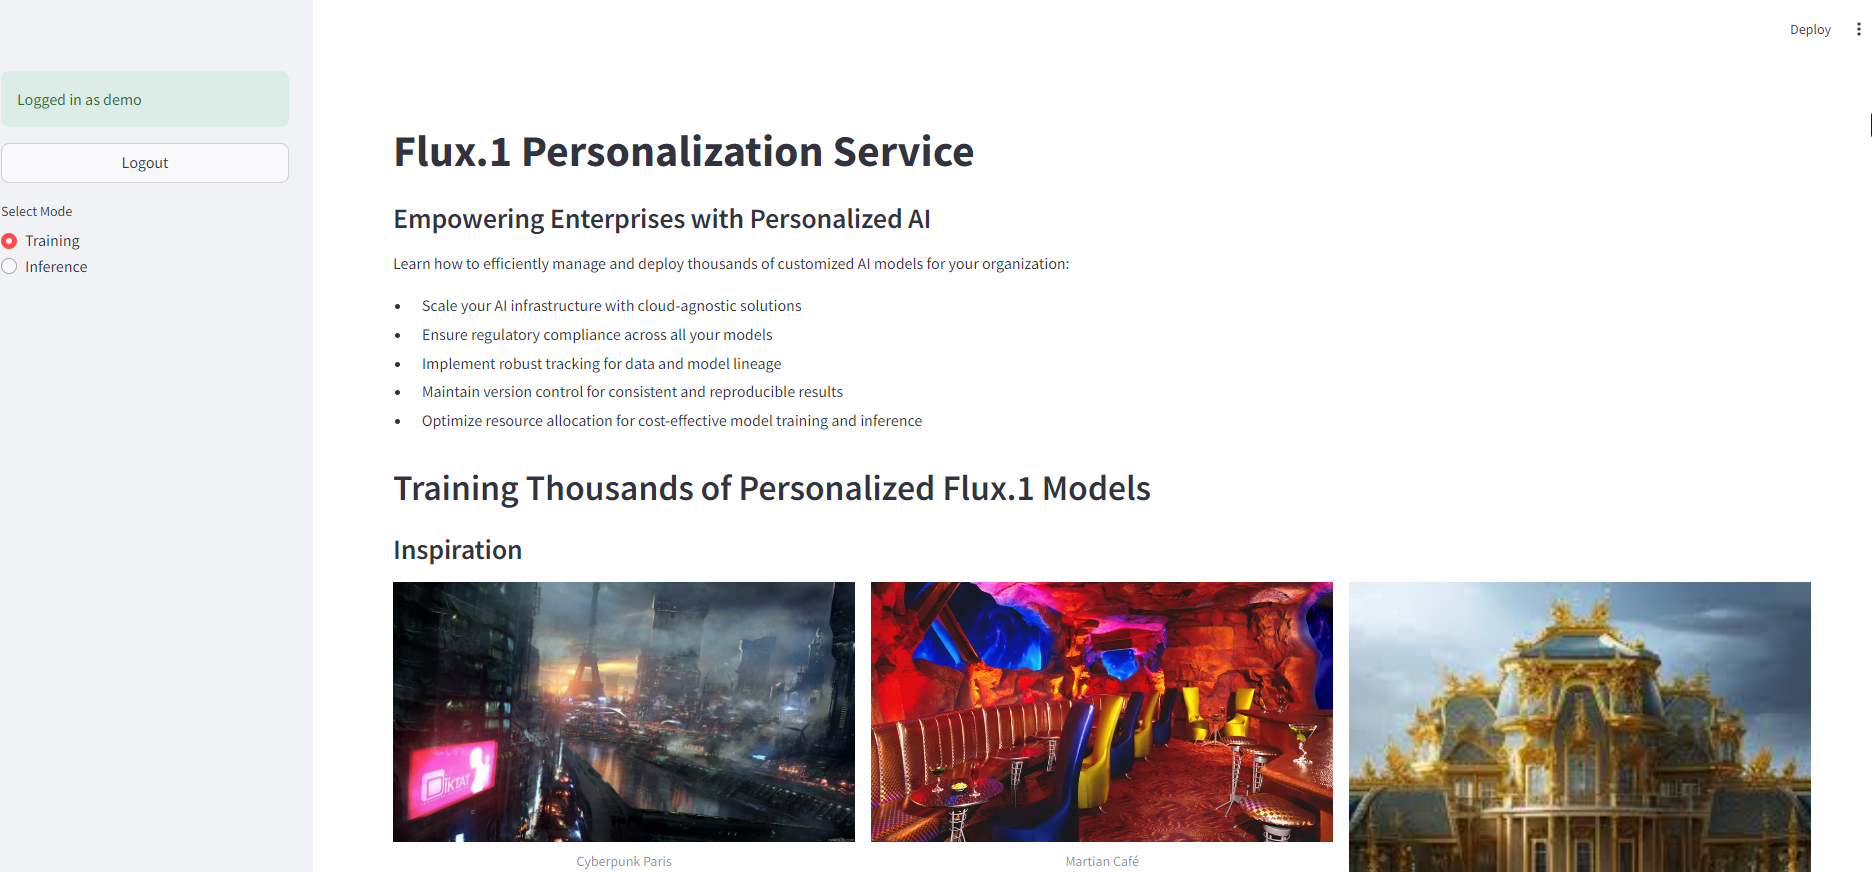 Deploy
Logged in as demo
Logout
Select Mode
Training
Inference
Flux.1 Personalization Service
Empowering Enterprises with Personalized AI
Learn how to efficiently manage and deploy thousands of customized AI models for your organization:
Scale your AI infrastructure with cloud-agnostic solutions
Ensure regulatory compliance across all your models
Implement robust tracking for data and model lineage
Maintain version control for consistent and reproducible results
Optimize resource allocation for cost-effective model training and inference
Training Thousands of Personalized Flux.1 Models
Inspiration
DIKTAT
Cyberpunk Paris
Martian Café